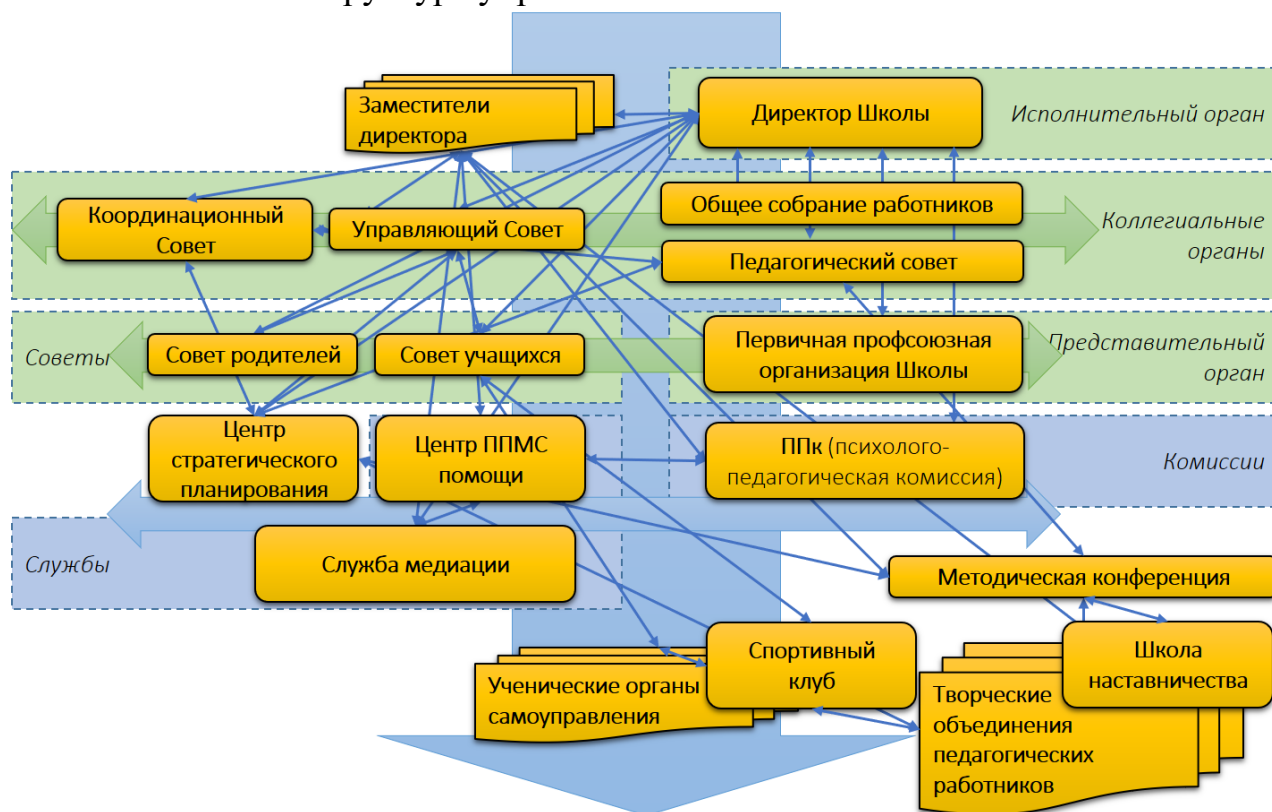 Заместители
директора
Директор Школы
Исполнительный орган
Координационный
Совет
Управляющий Совет
Общее собрание работников
Педагогический совет
Коллегиальные
органы
Советы
Совет родителей
Совет учащихся
Первичная профсоюзная
организация Школы
Представительный
орган
Центр
стратегического
планирования
Центр ППМС
помощи
ППк (психолого-
педагогическая комиссия)
Комиссии
Службы
Служба медиации
Методическая конференция
Ученические органы
самоуправления
Спортивный
клуб
Школа
наставничества
Творческие
объединения
педагогических
работников